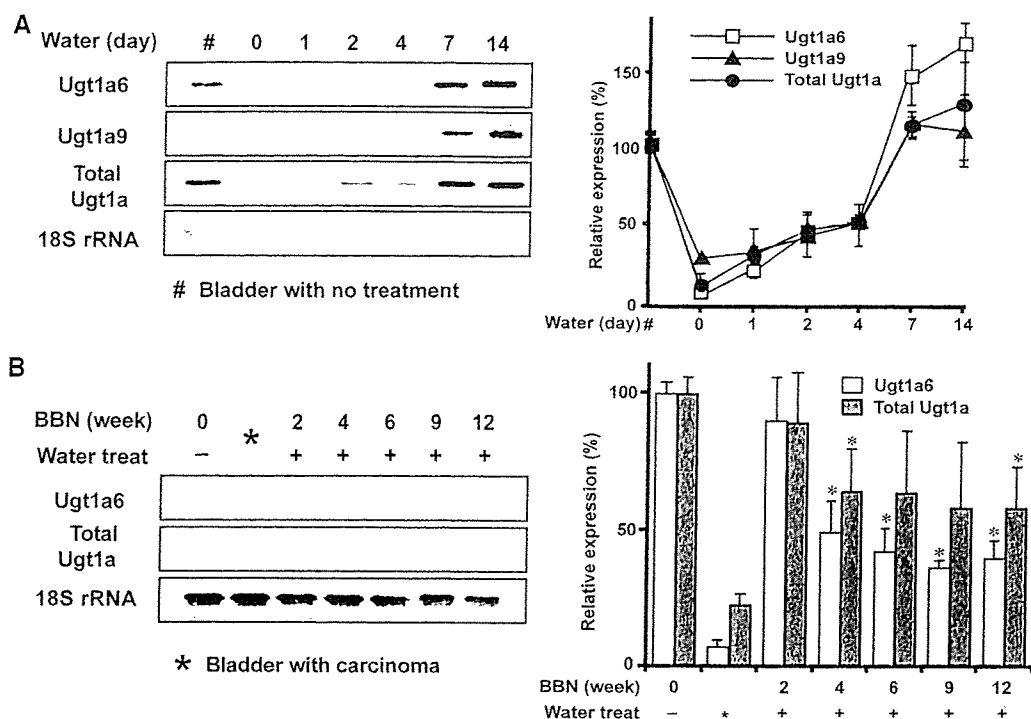 A
Water (day) # 0 1 2 4 7 14
Ugt1a6
Ugt1a9
Total
Ugt1a
18S rRNA
# Bladder with no treatment
Ugt1a6
Ugt1a9
Total Ugt1a
Relative expression (%)
150
100
50
0
Water (day) # 0 1 2 4 7 14
B
BBN (week) 0 * 2 4 6 9 12
Water treat − + + + + +
Ugt1a6
Total
Ugt1a
18S rRNA
* Bladder with carcinoma
Ugt1a6
Total Ugt1a
Relative expression (%)
100
50
0
* * * * * *
BBN (week) 0 2 4 6 9 12
Water treat − * + + + + +